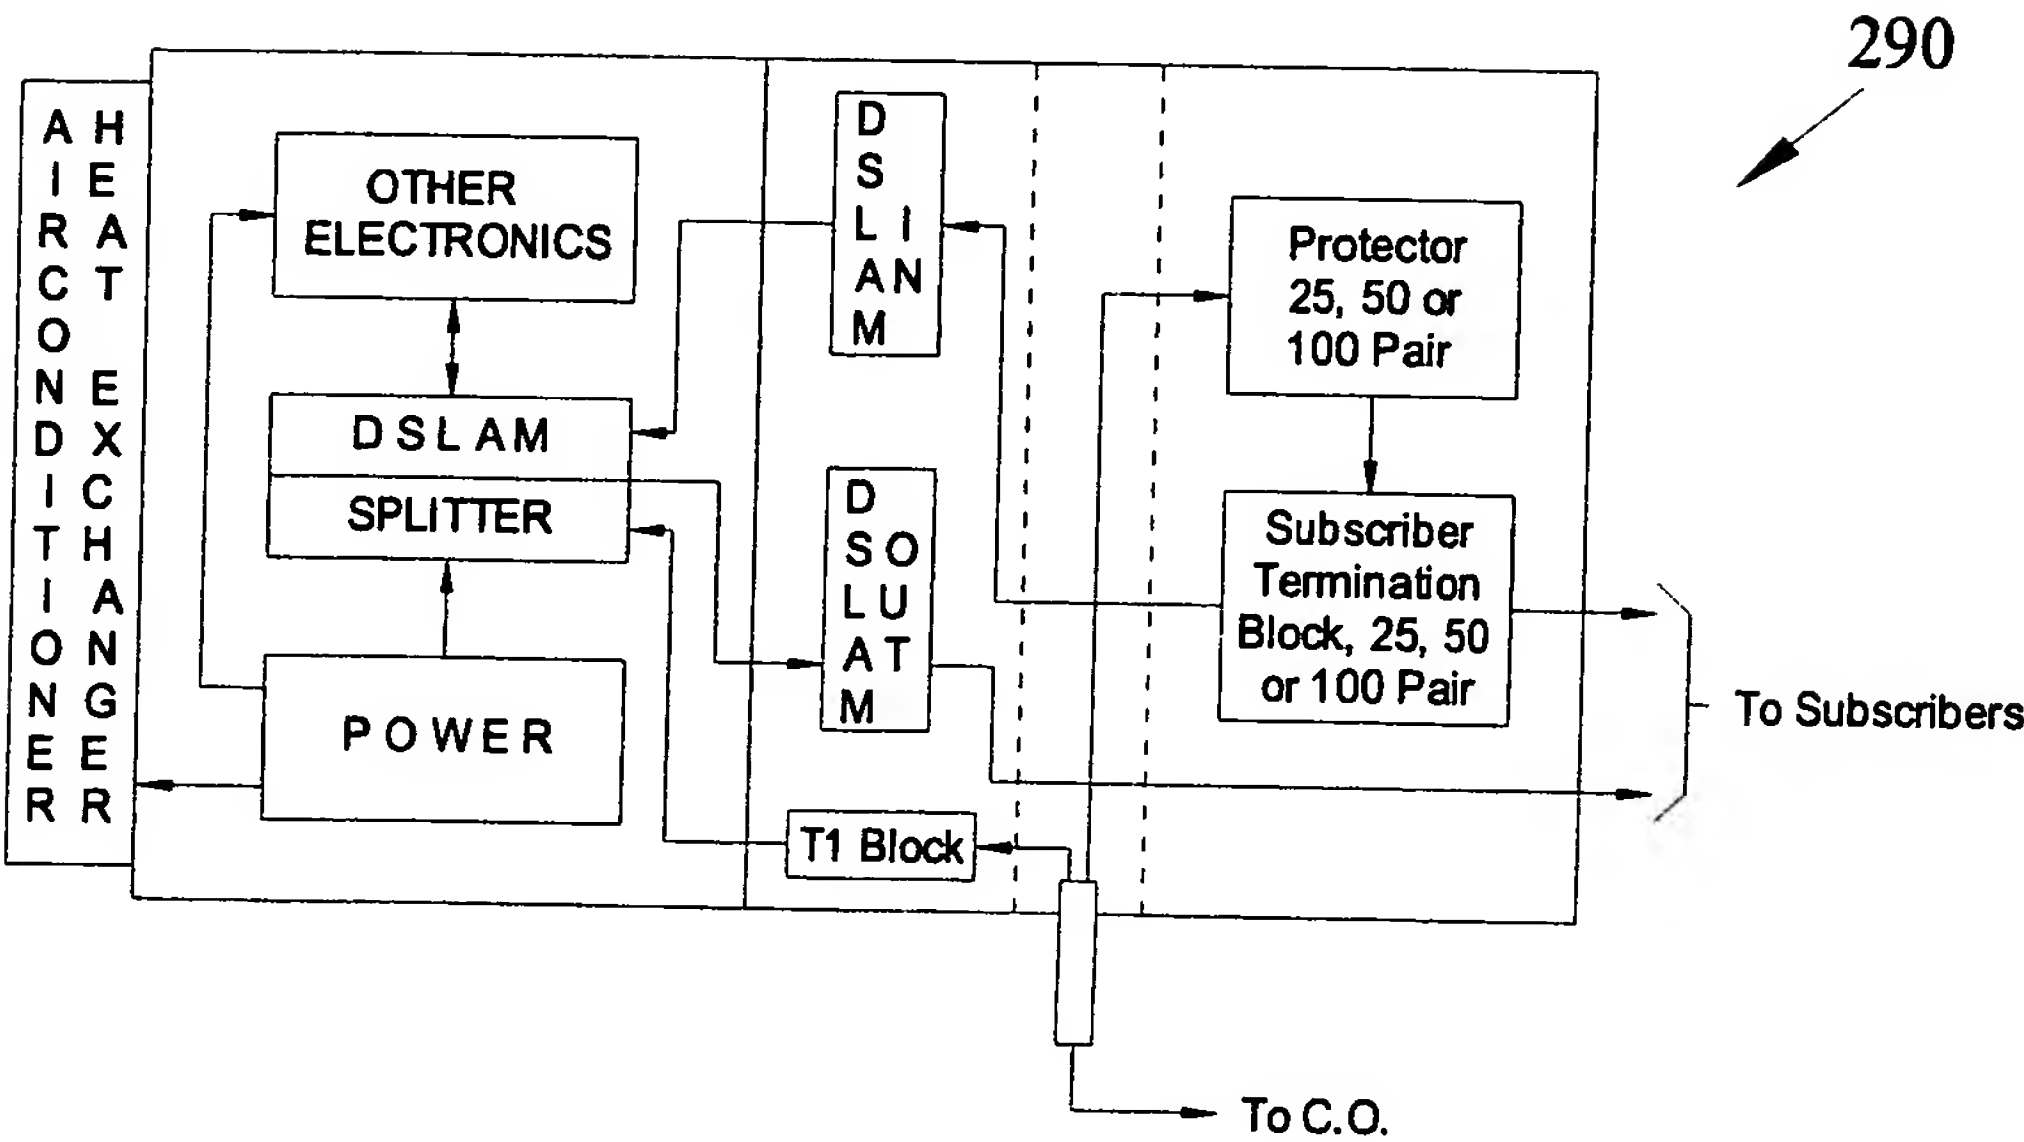 290
AIR CONDITIONER
HEAT EXCHANGER
OTHER
ELECTRONICS
DSLAM
SPLITTER
POWER
DSLAM
IN
DSLAM
OUT
T1 Block
Protector
25, 50 or
100 Pair
Subscriber
Termination
Block, 25, 50
or 100 Pair
To Subscribers
To C.O.